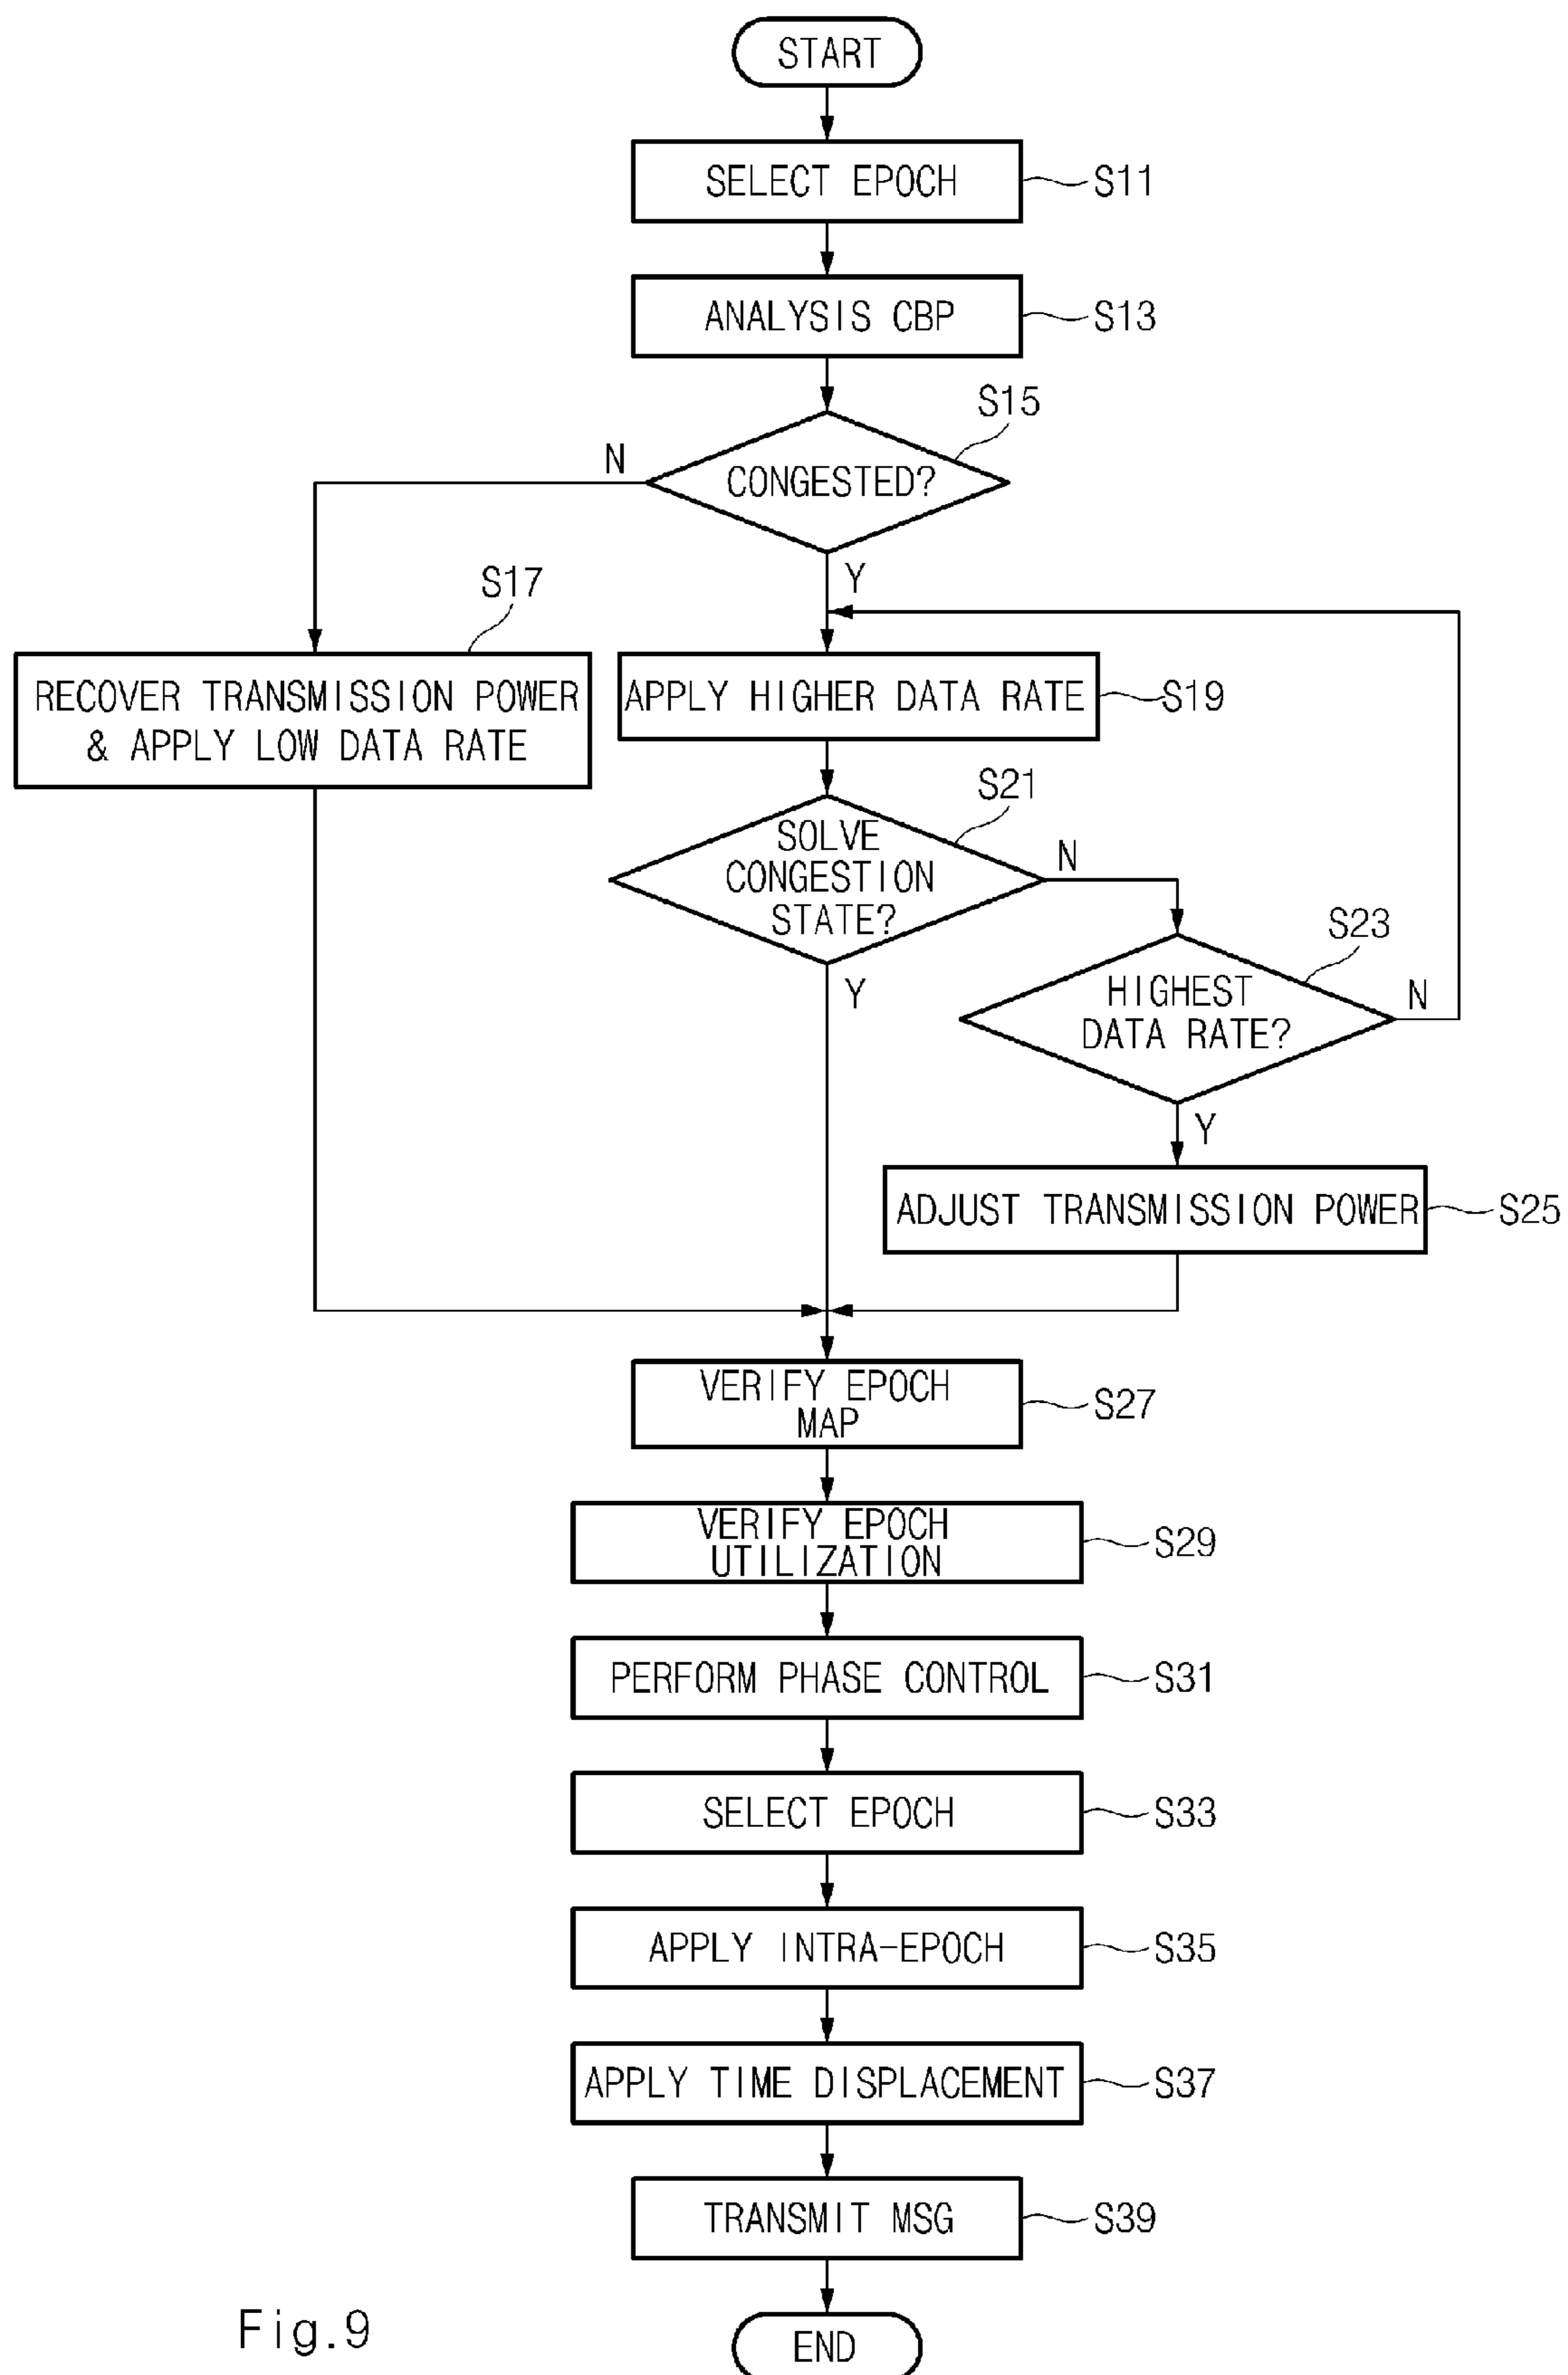 START
SELECT EPOCH
S11
ANALYSIS CBP
S13
S15
CONGESTED?
N
Y
S17
RECOVER TRANSMISSION POWER
& APPLY LOW DATA RATE
APPLY HIGHER DATA RATE
S19
S21
SOLVE
CONGESTION
STATE?
N
Y
S23
HIGHEST
DATA RATE?
N
Y
ADJUST TRANSMISSION POWER
S25
VERIFY EPOCH
MAP
S27
VERIFY EPOCH
UTILIZATION
S29
PERFORM PHASE CONTROL
S31
SELECT EPOCH
S33
APPLY INTRA-EPOCH
S35
APPLY TIME DISPLACEMENT
S37
TRANSMIT MSG
S39
END
Fig.9